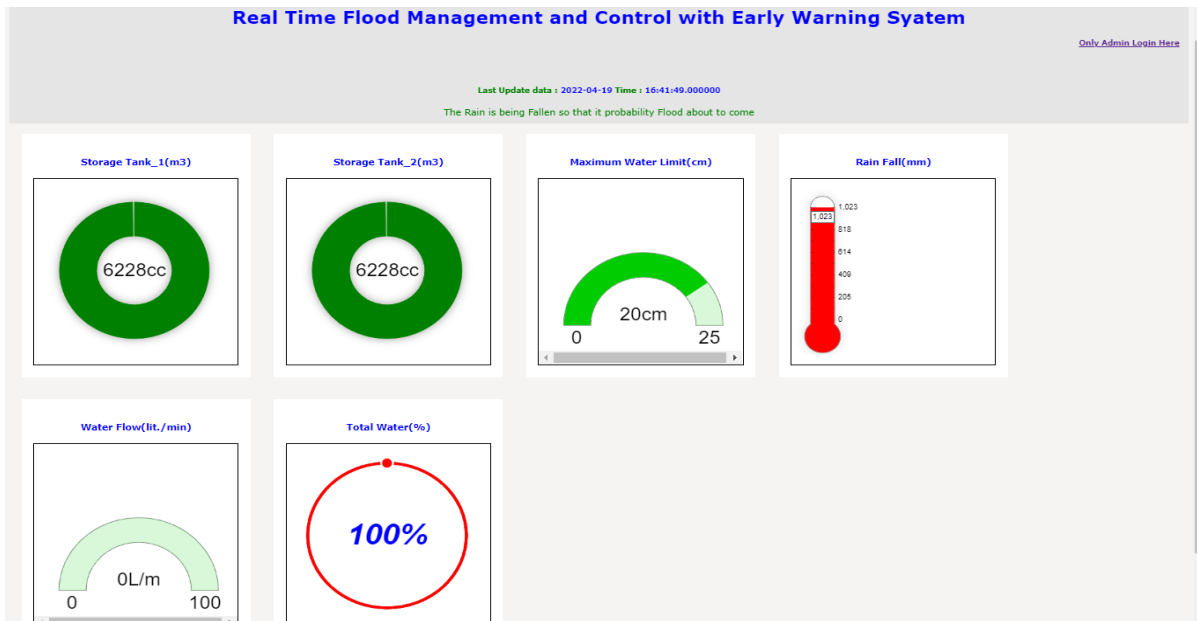 Real Time Flood Management and Control with Early Warning Syatem
Only Admin Login Here
Last Update data : 2022-04-19 Time : 16:41:49.000000
The Rain is being Fallen so that it probability Flood about to come
Storage Tank_1(m3)
6228cc
Storage Tank_2(m3)
6228cc
Maximum Water Limit(cm)
20cm
0
25
Rain Fall(mm)
1,023
1,023
818
614
409
205
0
Water Flow(lit./min)
0L/m
0
100
Total Water(%)
100%